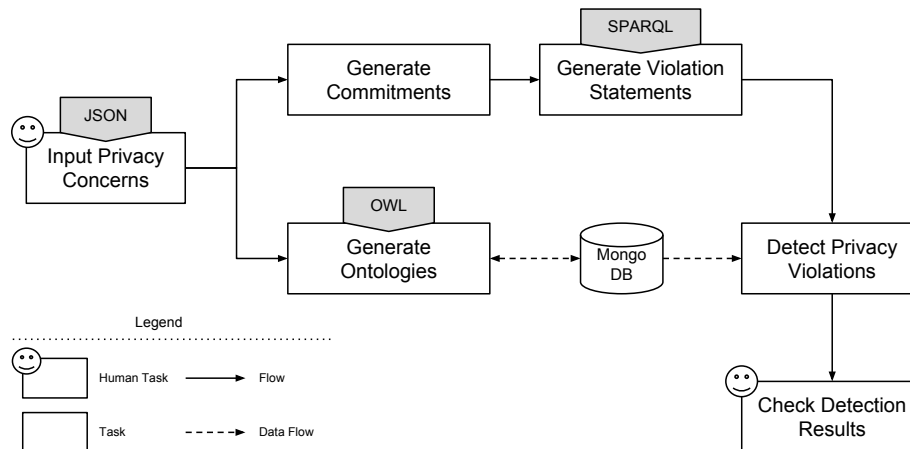 SPARQL
Generate
Commitments
Generate Violation
Statements
JSON
Input Privacy
Concerns
OWL
Generate
Ontologies
Mongo
DB
Detect Privacy
Violations
Legend
Human Task
Flow
Task
Data Flow
Check Detection
Results